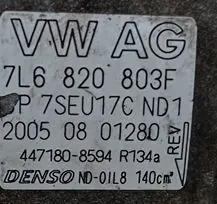 VW AG
7L6 820 803F
P 7SEU17C ND1
2005 08 01280
REV
447180-8594 R134a
DENSO ND-OIL8 140cm³